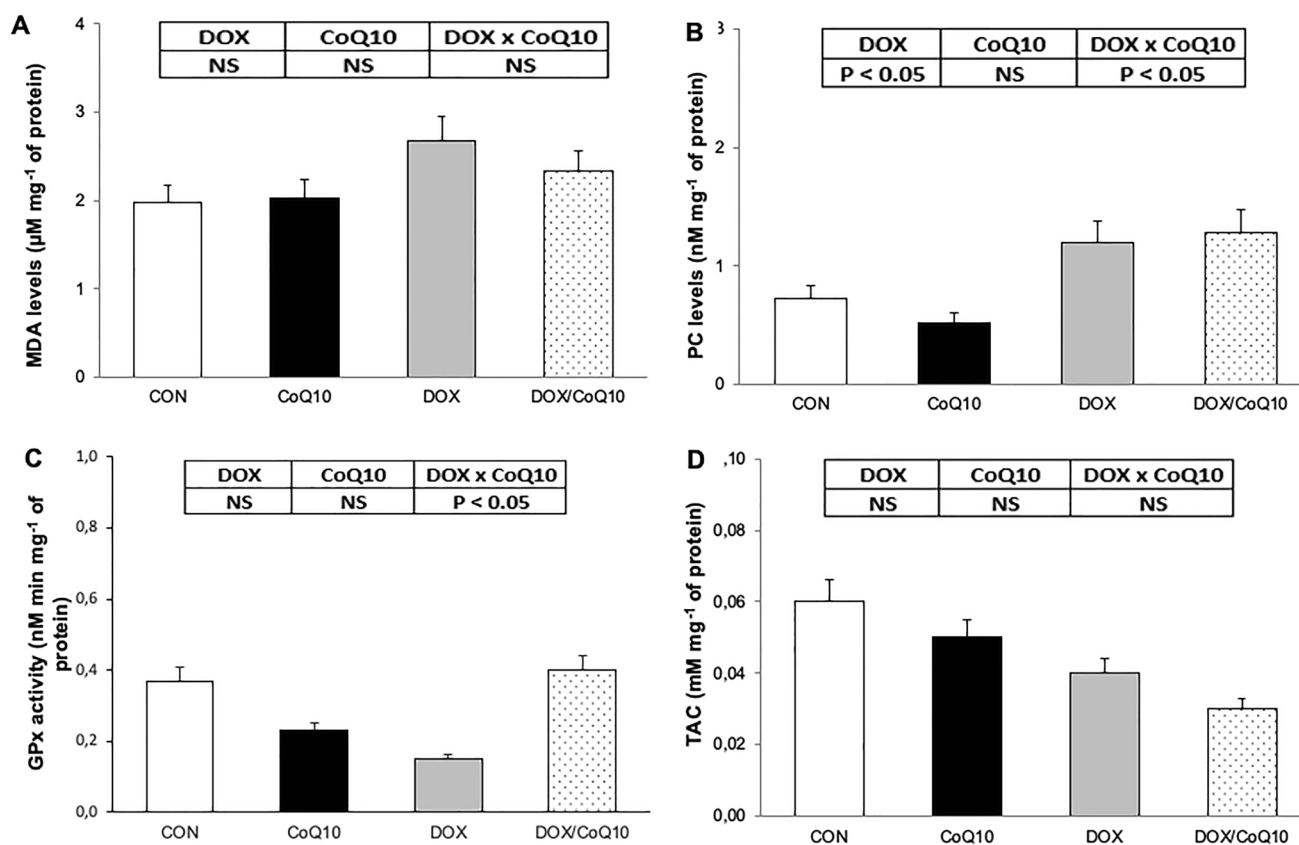 A
DOX CoQ10 DOX x CoQ10
NS NS NS
MDA levels (µM mg-1 of protein)
4
3
2
1
0
CON CoQ10 DOX DOX/CoQ10
B
DOX CoQ10 DOX x CoQ10
P < 0.05 NS P < 0.05
PC levels (nM mg-1 of protein)
3
2
1
0
CON CoQ10 DOX DOX/CoQ10
C
DOX CoQ10 DOX x CoQ10
NS NS P < 0.05
GPx activity (nM min mg-1 of
protein)
1,0
0,8
0,6
0,4
0,2
0,0
CON CoQ10 DOX DOX/CoQ10
D
DOX CoQ10 DOX x CoQ10
NS NS NS
TAC (mM mg-1 of protein)
,10
0,08
0,06
0,04
0,02
0,00
CON CoQ10 DOX DOX/CoQ10